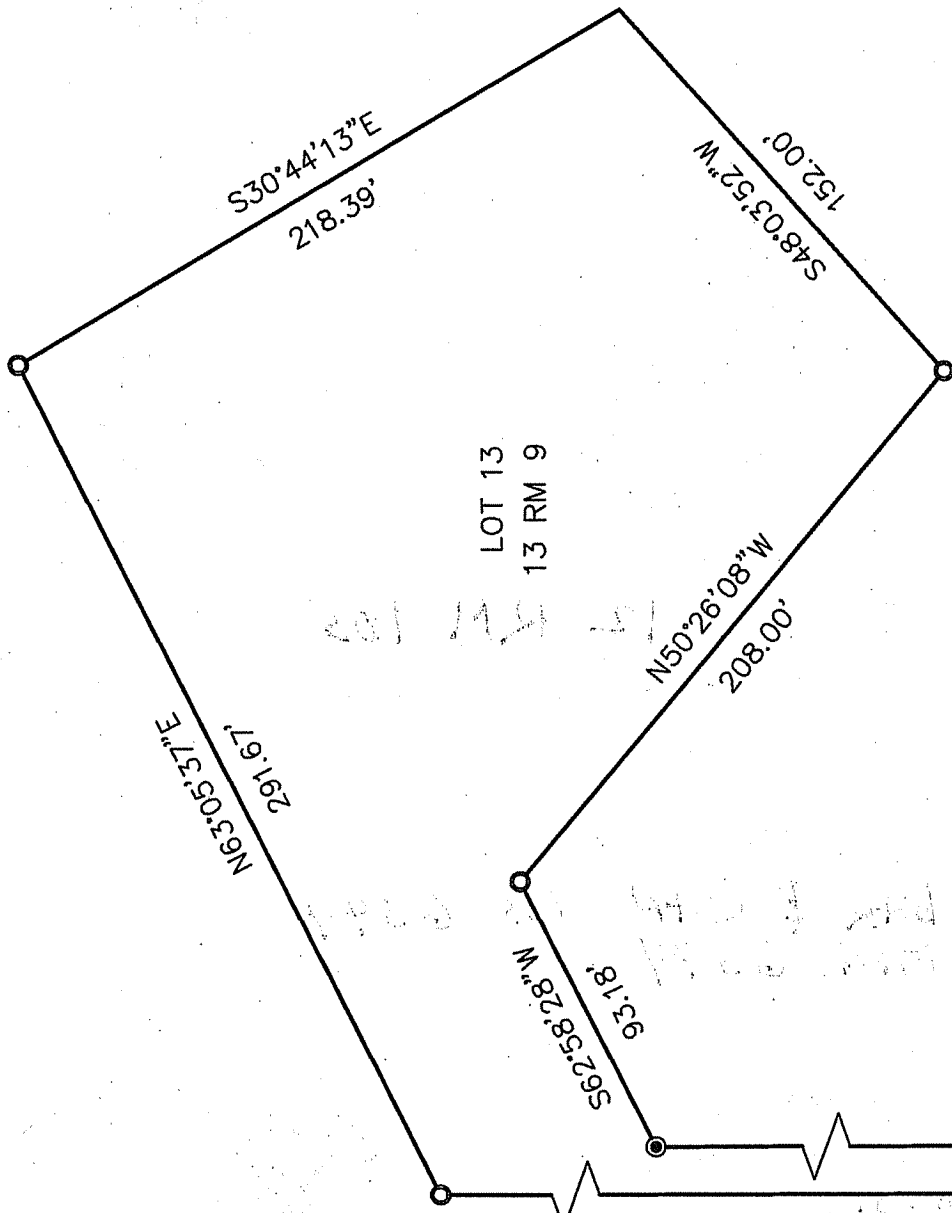 S30°44'13"E
218.39'
S48°03'52"W
152.00'
LOT 13
13 RM 9
N50°26'08"W
208.00'
N63°05'37"E
291.67'
S62°58'28"W
93.18'